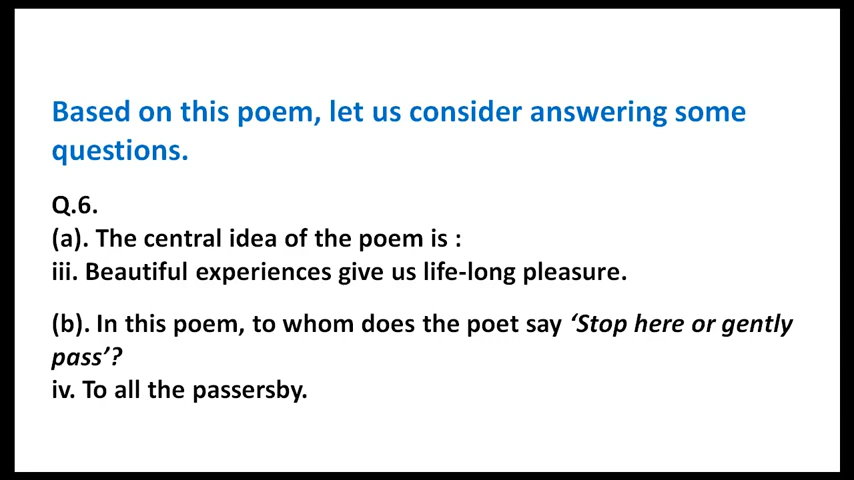 Based on this poem, let us consider answering some
questions.
Q.6.
(a). The central idea of the poem is :
iii. Beautiful experiences give us life-long pleasure.
(b). In this poem, to whom does the poet say ‘Stop here or gently
pass’?
iv. To all the passersby.